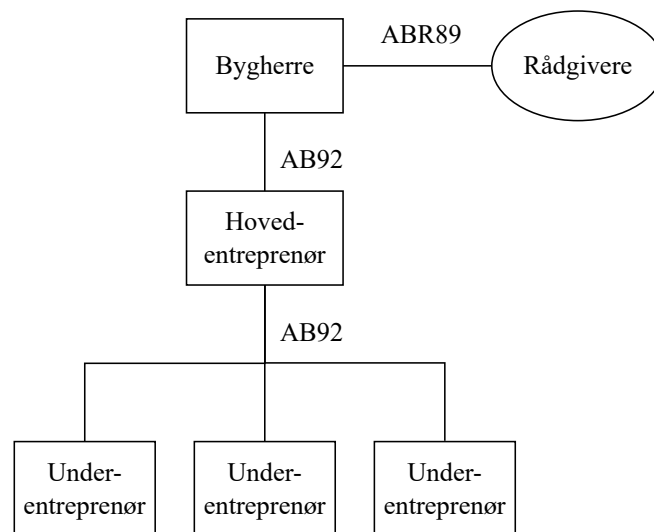 ABR89
Bygherre
Rådgivere
AB92
Hoved-
entreprenør
AB92
Under-
entreprenør
Under-
entreprenør
Under-
entreprenør